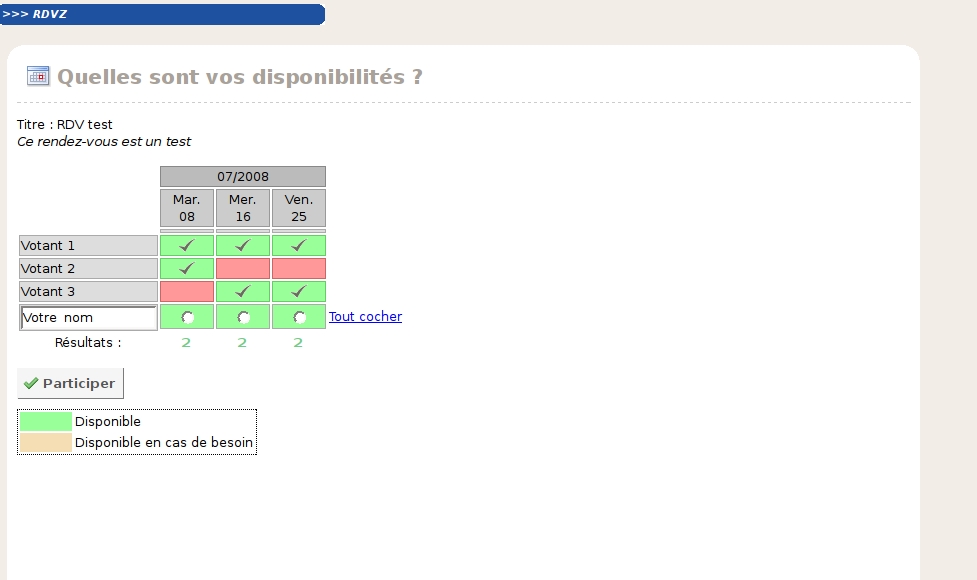 >>> RDVZ
Quelles sont vos disponibilités ?
Titre : RDV test
Ce rendez-vous est un test
07/2008
Mar. 08 Mer. 16 Ven. 25
Votant 1
Votant 2
Votant 3
Votre nom Tout cocher
Résultats : 2 2 2
Participer
Disponible
Disponible en cas de besoin